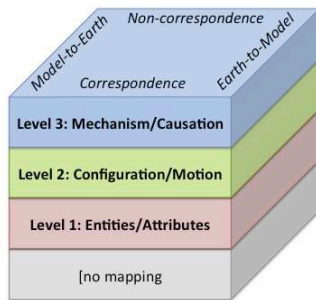 Non-correspondence
Model-to-Earth
Earth-to-Model
Correspondence
Level 3: Mechanism/Causation
Level 2: Configuration/Motion
Level 1: Entities/Attributes
[no mapping